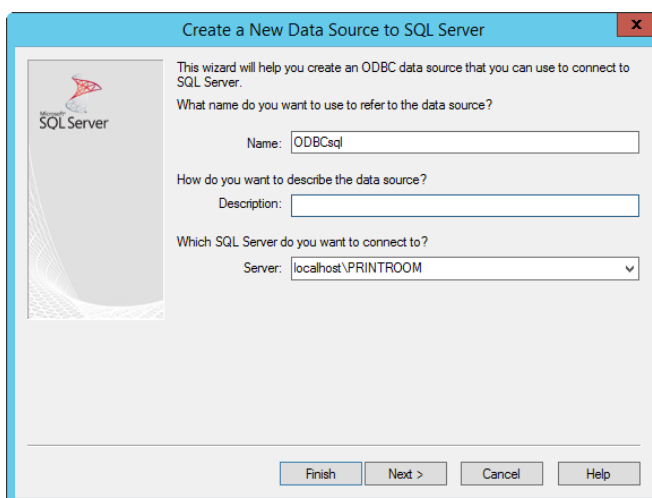 Create a New Data Source to SQL Server
x
Microsoft
SQL Server
This wizard will help you create an ODBC data source that you can use to connect to
SQL Server.
What name do you want to use to refer to the data source?
Name: ODBCsql
How do you want to describe the data source?
Description:
Which SQL Server do you want to connect to?
Server: localhost\PRINTROOM
Finish Next > Cancel Help